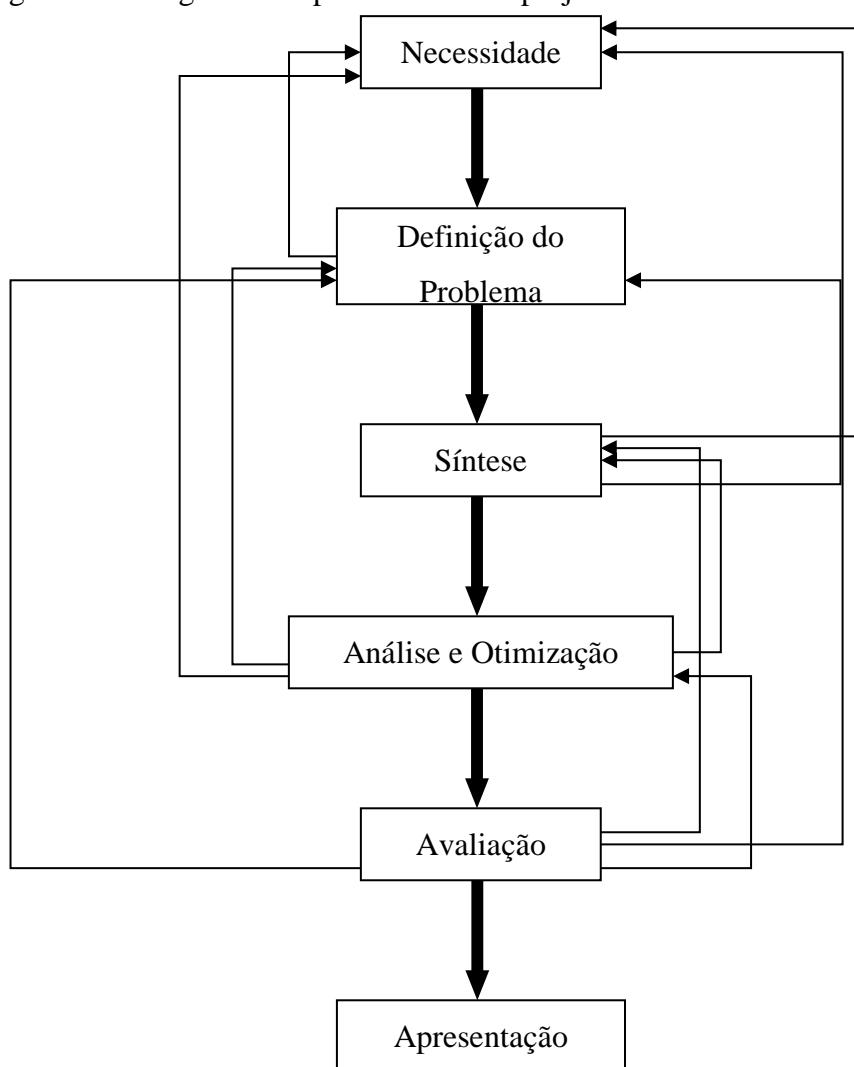 Necessidade
Definição do
Problema
Síntese
Análise e Otimização
Avaliação
Apresentação